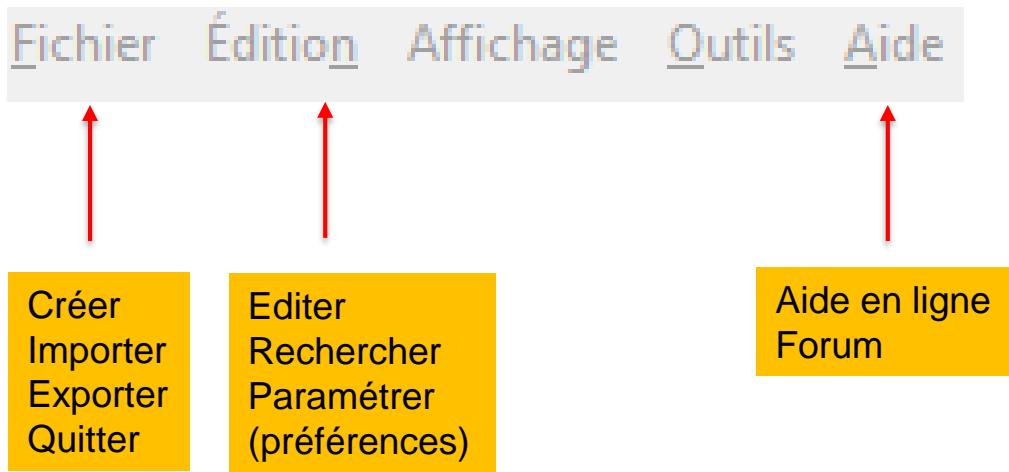 Fichier Édition Affichage Outils Aide
Créer
Importer
Exporter
Quitter
Editer
Rechercher
Paramétrer
(préférences)
Aide en ligne
Forum